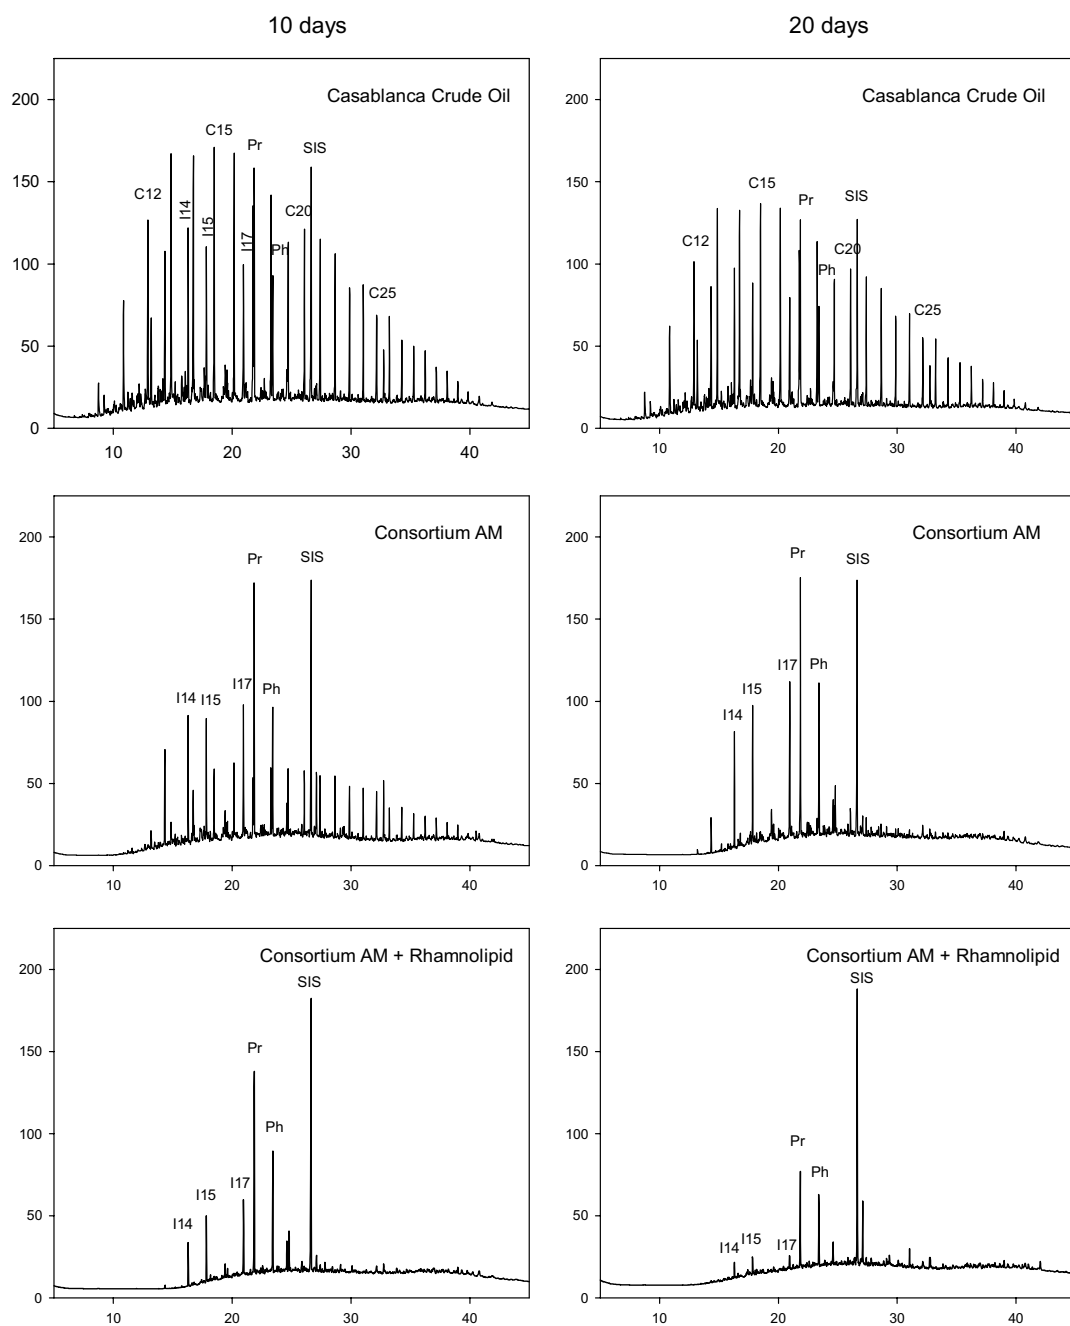 10 days
20 days
Casablanca Crude Oil
200
150
100
50
0
C12
I14
I15
C15
I17
Pr
Ph
C20
SIS
C25
10
20
30
40
Casablanca Crude Oil
200
150
100
50
0
C12
C15
Pr
Ph
C20
SIS
C25
10
20
30
40
Consortium AM
200
150
100
50
0
I14
I15
I17
Pr
Ph
SIS
10
20
30
40
Consortium AM
200
150
100
50
0
I14
I15
I17
Pr
Ph
SIS
10
20
30
40
Consortium AM + Rhamnolipid
200
150
100
50
0
I14
I15
I17
Pr
Ph
SIS
10
20
30
40
Consortium AM + Rhamnolipid
200
150
100
50
0
I14
I15
I17
Pr
Ph
SIS
10
20
30
40